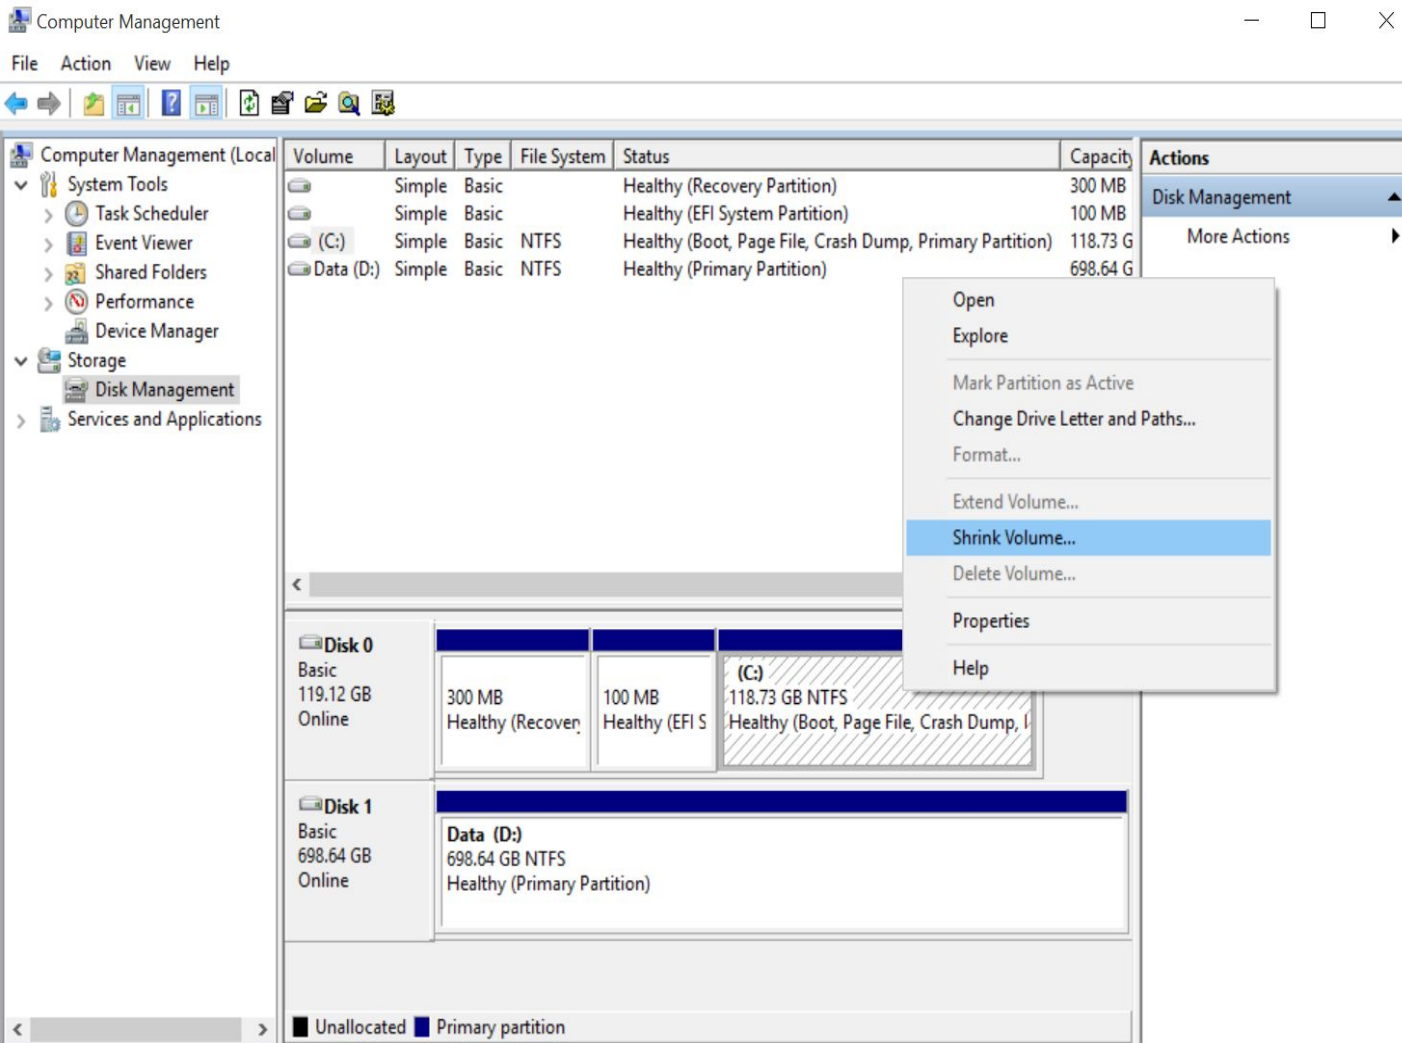 Computer Management
File Action View Help
Computer Management (Local
System Tools
Task Scheduler
Event Viewer
Shared Folders
Performance
Device Manager
Storage
Disk Management
Services and Applications
Volume Layout Type File System Status Capacity
Simple Basic Healthy (Recovery Partition) 300 MB
Simple Basic Healthy (EFI System Partition) 100 MB
(C:) Simple Basic NTFS Healthy (Boot, Page File, Crash Dump, Primary Partition) 118.73 G
Data (D:) Simple Basic NTFS Healthy (Primary Partition) 698.64 G
Actions
Disk Management
More Actions
Open
Explore
Mark Partition as Active
Change Drive Letter and Paths...
Format...
Extend Volume...
Shrink Volume...
Delete Volume...
Properties
Help
Disk 0
Basic
119.12 GB
Online
300 MB
Healthy (Recovery
100 MB
Healthy (EFI S
(C:)
118.73 GB NTFS
Healthy (Boot, Page File, Crash Dump,
Disk 1
Basic
698.64 GB
Online
Data (D:)
698.64 GB NTFS
Healthy (Primary Partition)
Unallocated Primary partition